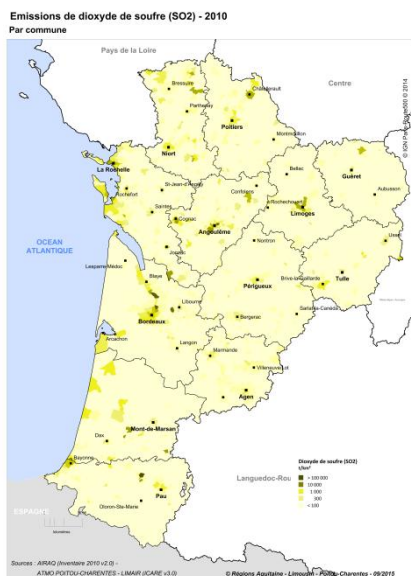 Emissions de dioxyde de soufre (SO2) - 2010
Par commune
Pays de la Loire
Centre
© IGN
2014
Bressuire
Châtellerault
Parthenay
Poitiers
Montmorillon
Niort
La Rochelle
Bellac
Guéret
St-Jean-d'Angély
Rochefort
Confolens
Aubusson
Rochechouart
Limoges
Saintes
Cognac
Angoulême
Ussel
OCEAN
ATLANTIQUE
Jonzac
Nontron
Lesparre-Médoc
Blaye
Périgueux
Brive-la-Gaillarde
Tulle
Libourne
Sarlat-la-Canéda
Bordeaux
Bergerac
Arcachon
Langon
Marmande
Villeneuve/Lot
Agen
Mont-de-Marsan
Dax
Bayonne
Dioxyde de soufre (SO2)
> 100 000
10 000
1 000
300
< 100
Languedoc-Rou
Pau
Oloron-Ste-Marie
ESPAGNE
Kilomètres
Sources : AIRAQ (Inventaire 2010 v2.0) -
ATMO POITOU-CHARENTES - LIMAIR (ICARE v3.0)
© Régions Aquitaine - Limousin - Poitou-Charentes - 09/2015